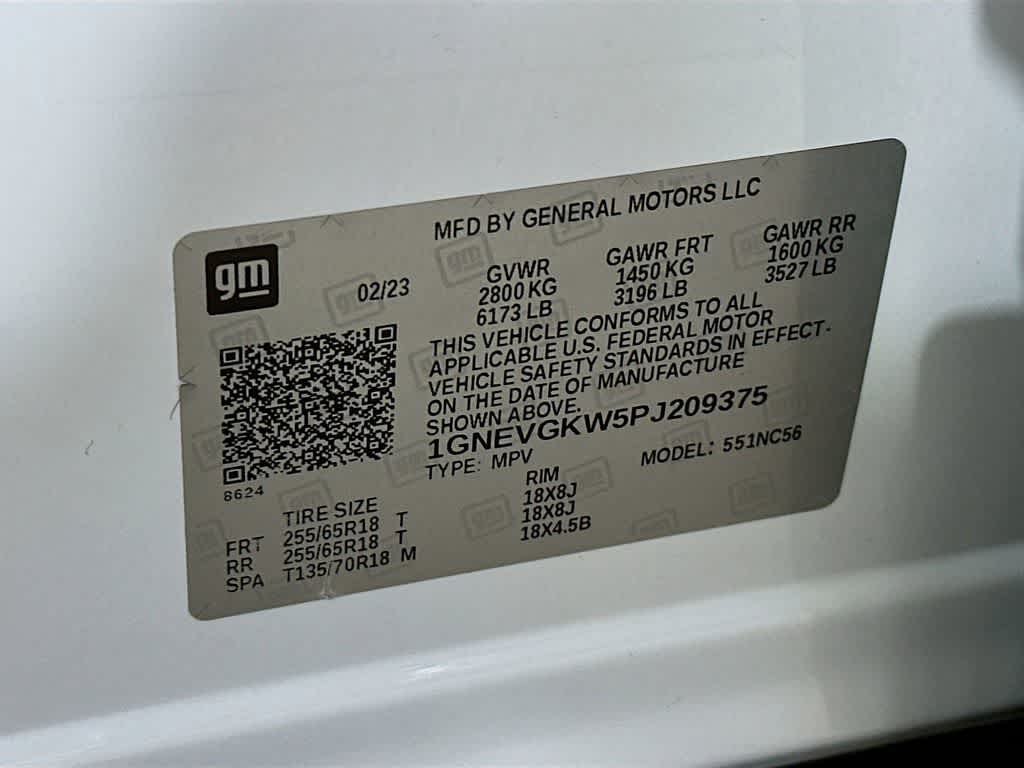 MFD BY GENERAL MOTORS LLC
gm
02/23
GVWR GAWR FRT GAWR RR
2800 KG 1450 KG 1600 KG
6173 LB 3196 LB 3527 LB
THIS VEHICLE CONFORMS TO ALL
APPLICABLE U.S. FEDERAL MOTOR
VEHICLE SAFETY STANDARDS IN EFFECT·
ON THE DATE OF MANUFACTURE
SHOWN ABOVE.
1GNEVGKW5PJ209375
TYPE: MPV MODEL: 551NC56
8624
TIRE SIZE RIM
FRT 255/65R18 T 18X8J
RR 255/65R18 T 18X8J
SPA T135/70R18 M 18X4.5B